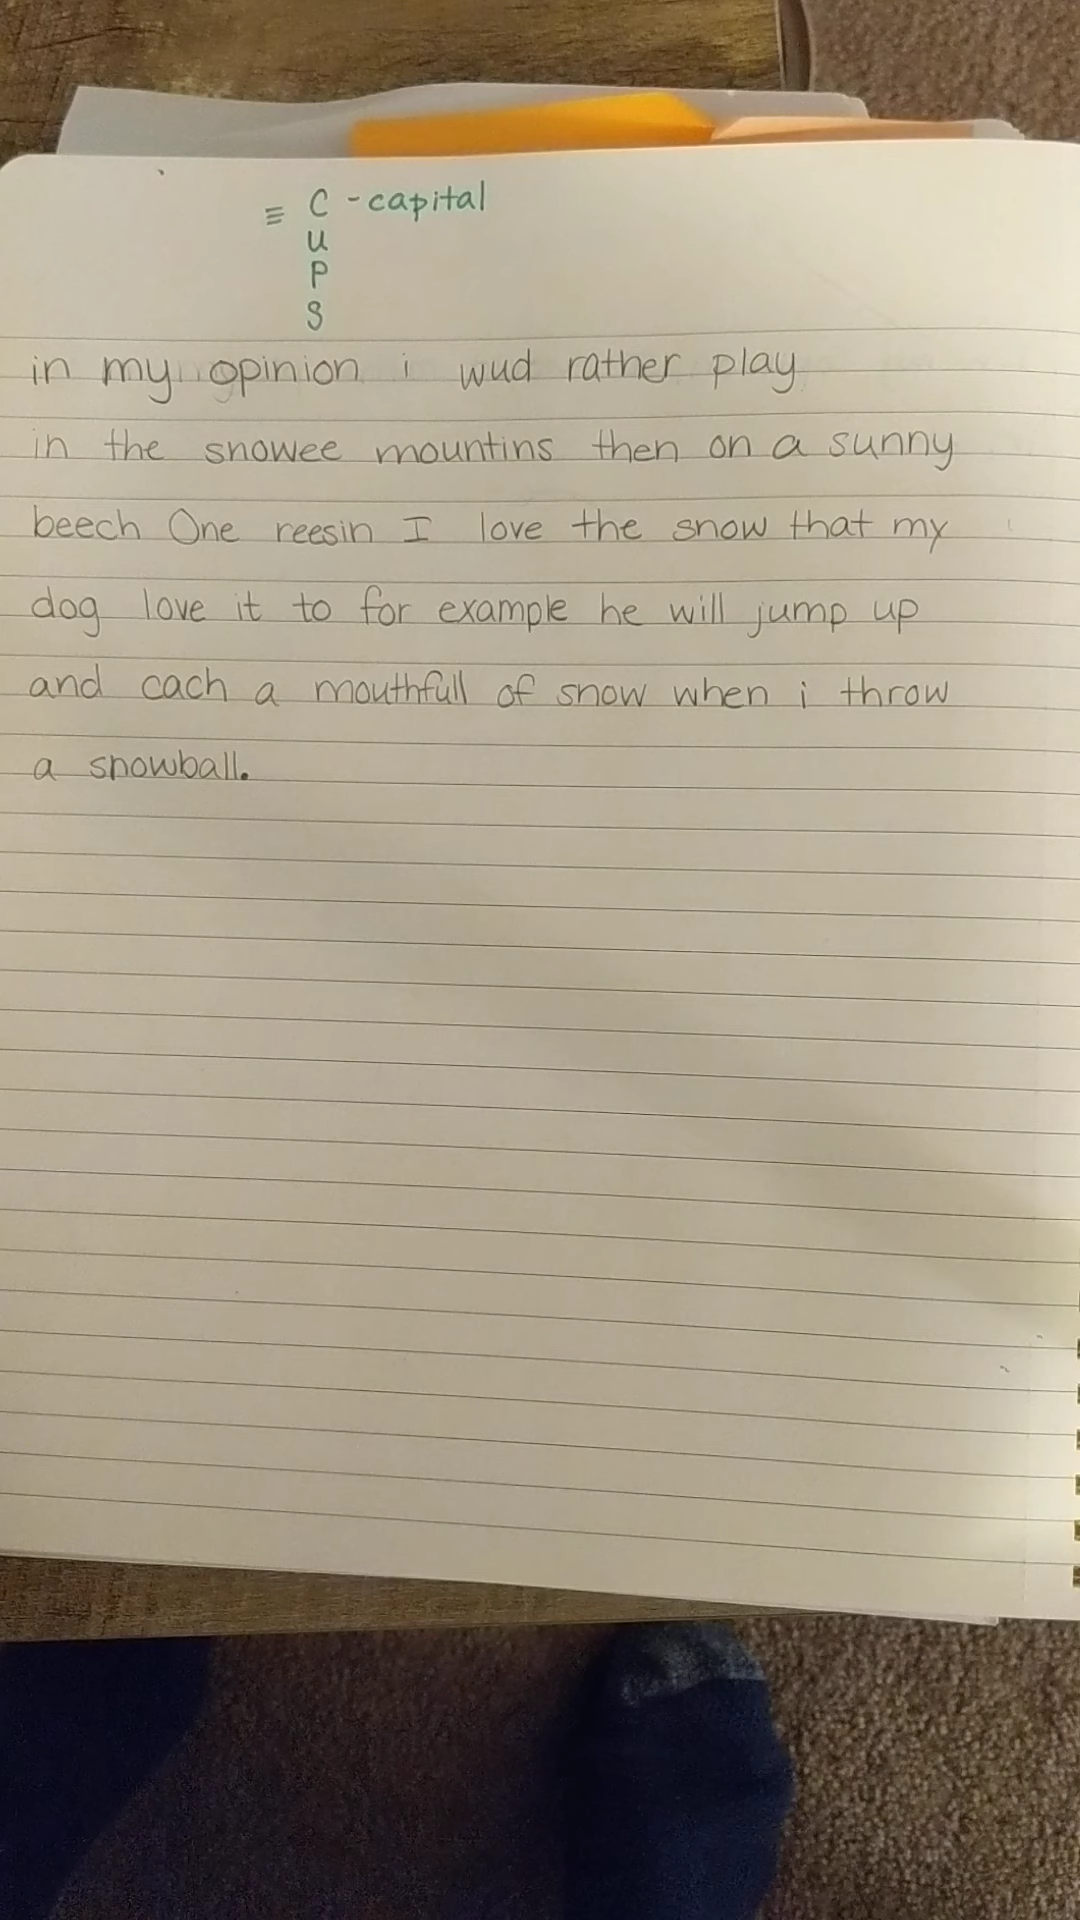 ≡ C - capital
U
P
S
in my opinion i wud rather play
in the snowee mountins then on a sunny
beech One reesin I love the snow that my
dog love it to for example he will jump up
and cach a mouthfull of snow when i throw
a snowball.